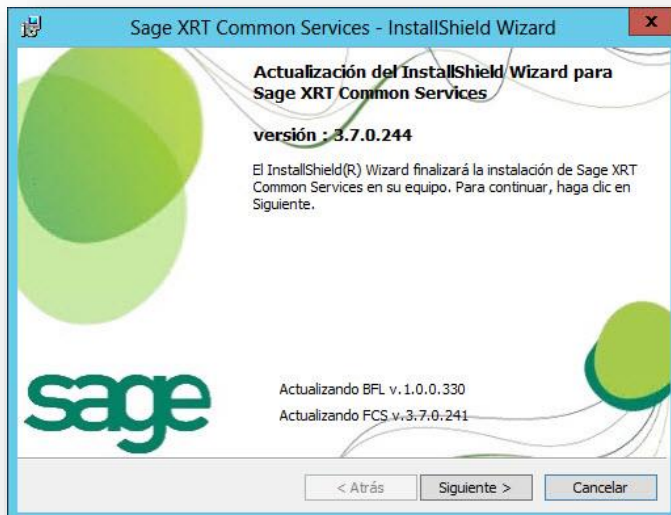 Sage XRT Common Services - InstallShield Wizard
x
Actualización del InstallShield Wizard para
Sage XRT Common Services
versión : 3.7.0.244
El InstallShield(R) Wizard finalizará la instalación de Sage XRT
Common Services en su equipo. Para continuar, haga clic en
Siguiente.
sage
Actualizando BFL v.1.0.0.330
Actualizando FCS v.3.7.0.241
< Atrás
Siguiente >
Cancelar